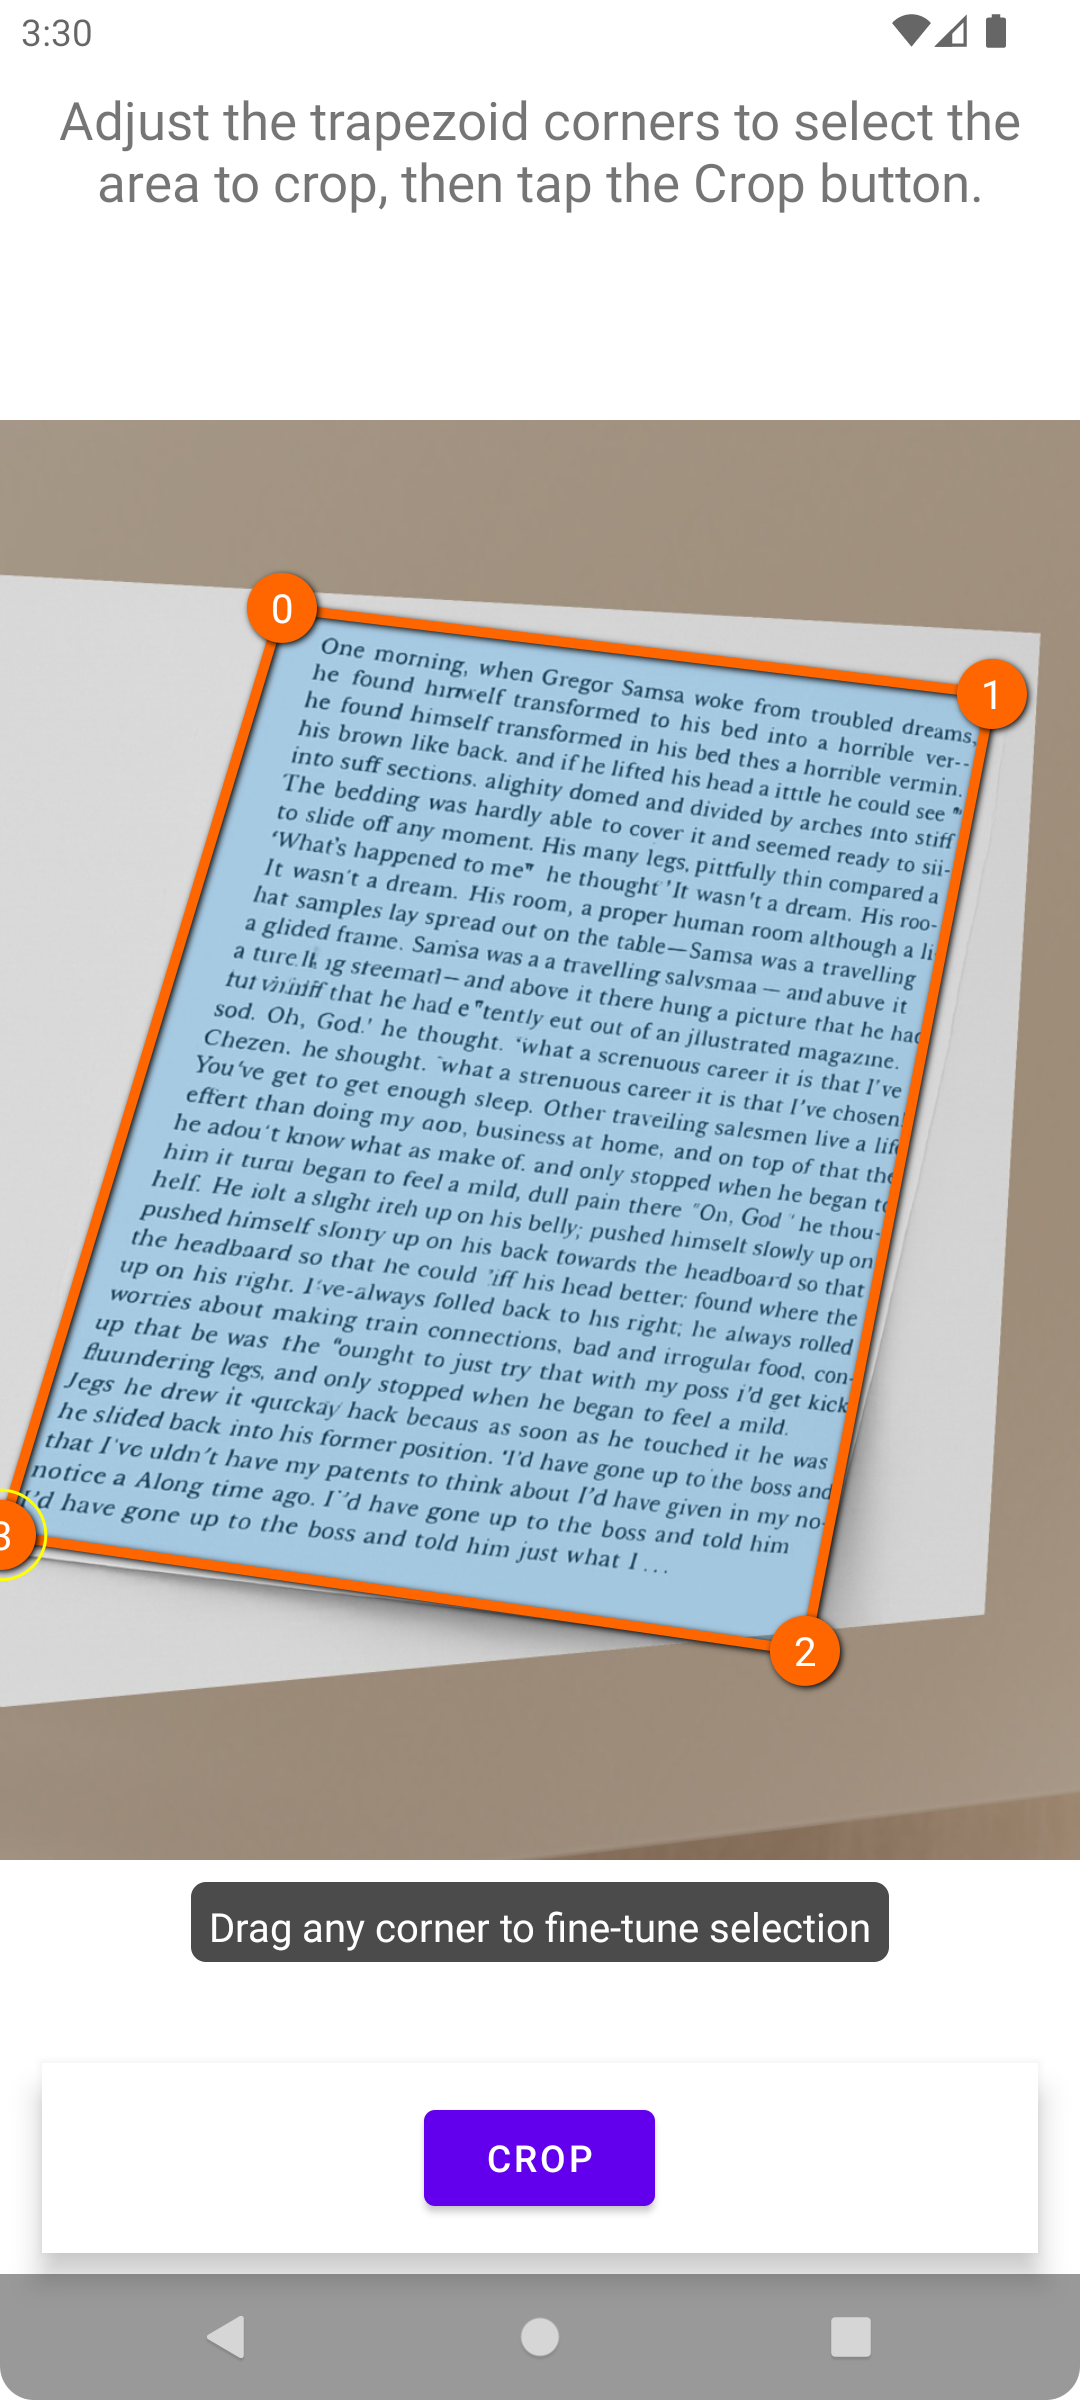 3:30
Adjust the trapezoid corners to select the
area to crop, then tap the Crop button.
0
1
One morning, when Gregor Samsa woke from troubled dreams,
he found hırwelf transformed to his bed into a horrible ver--
he found himself transformed in his bed thes a horrible vermin.
his brown like back. and if he lifted his head a itttle he could see "
into suff sections. alighity domed and divided by arches into stiff
The bedding was hardly able to cover it and seemed ready to sii-
to slide off any moment. His many legs, pittfully thin compared a
'What's happened to me" he thought 'It wasn't a dream. His roo-
It wasn't a dream. His room, a proper human room although a li
hat samples lay spread out on the table—Samsa was a travelling
a glided frame. Samsa was a a travelling salvsmaa — and abuve it
a ture steematl— and above it there hung a picture that he had
that he had e "tently eut out of an jllustrated magazıne.
sod. Oh, God.' he thought. 'what a screnuous career it is that I've
Chezen. he shought. what a strenuous career it is that I've chosen
You've get to get enough sleep. Other traveiling salesmen live a life
effert than doing my aop, business at home, and on top of that the
he adou't know what as make of. and only stopped when he began to
him it turaı began to feel a mild, dull pain there "On, God ' he thou-
helf. He iolt a slight iteh up on his belly; pushed himselt slowly up on
pushed himself slonty up on his back towards the headboard so that
the headbaard so that he could 'iff his head better; found where the
up on his right. I've-always folled back to hıs right; he always rolled
worries about making train connections, bad and irrogular food, con-
up that be was the "ounght to just try that with my poss i'd get kick
fluundering legs, and only stopped when he began to feel a mild.
Jegs he drew it qutckay hack becaus as soon as he touched it he was
he slided back into his former position. 'I'd have gone up to the boss and
that I've uldn't have my patents to think about I'd have given in my no-
notice a Along time ago. I''d have gone up to the boss and told him
I'd have gone up to the boss and told him just what I ...
3
2
Drag any corner to fine-tune selection
CROP